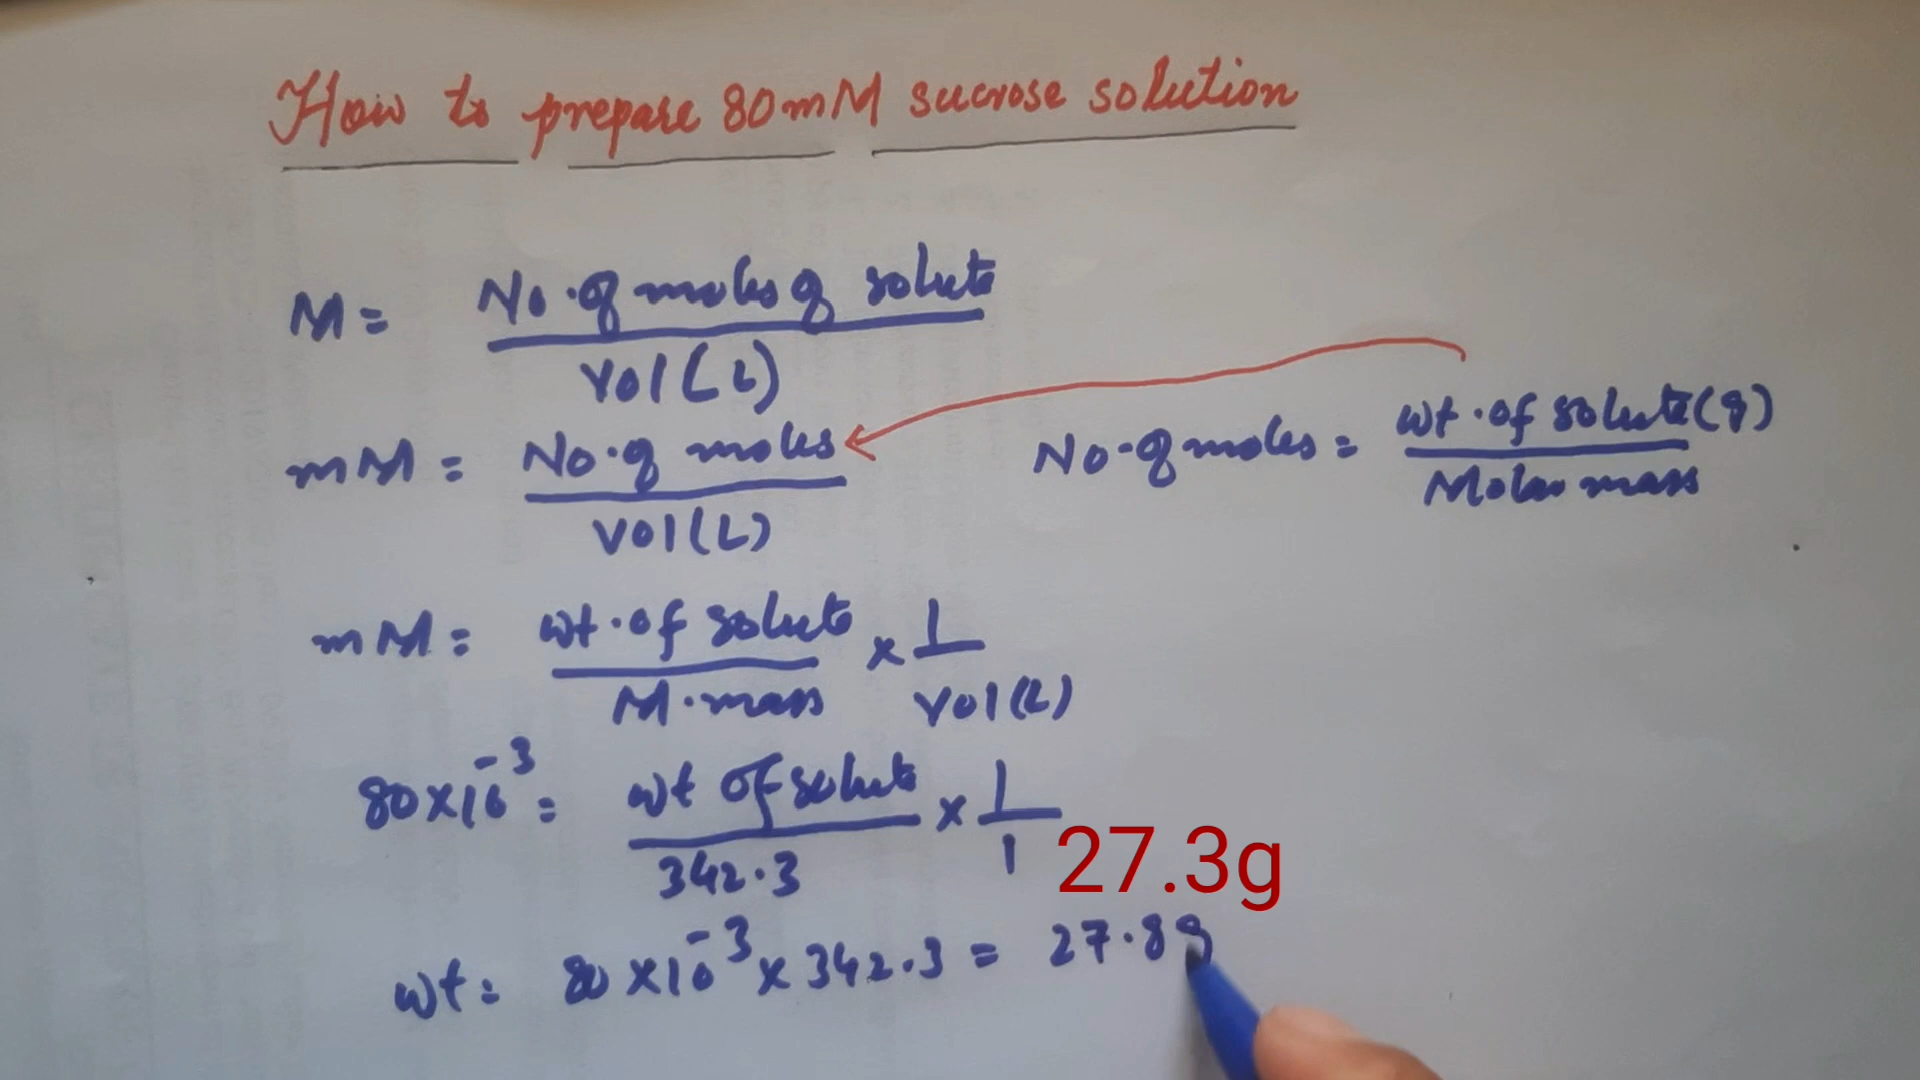 How to prepare 80mM sucrose solution
M = No. of moles of solute
Vol(L)
mM = No. of moles
Vol(L)
No. of moles = wt. of solute (g)
Molar mass
mM = wt. of solute × 1
M. mass Vol(L)
80×10⁻³ = wt of solute × 1
342.3 1
27.3g
wt = 80×10⁻³ × 342.3 = 27.8g